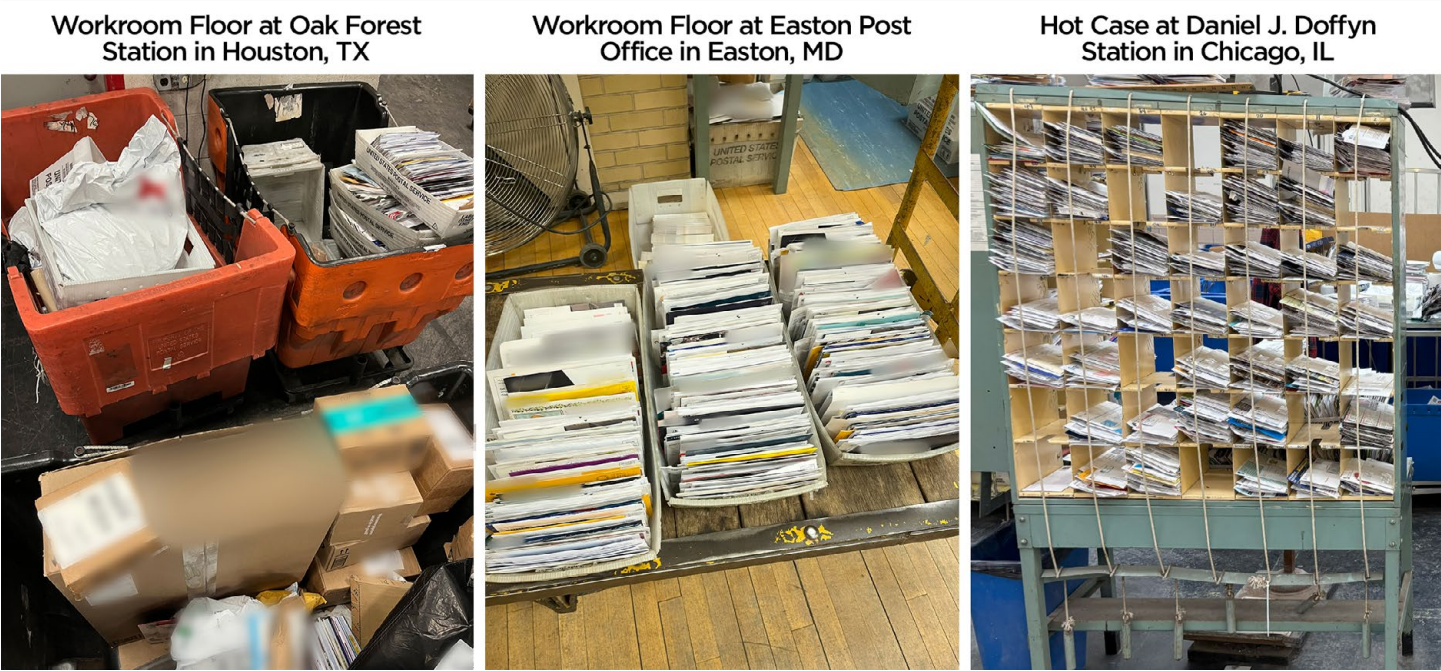 Workroom Floor at Oak Forest
Station in Houston, TX
Workroom Floor at Easton Post
Office in Easton, MD
Hot Case at Daniel J. Doffyn
Station in Chicago, IL
UNITED STATES
POSTAL SERVICE
UNITED STATES
POSTAL SERVICE